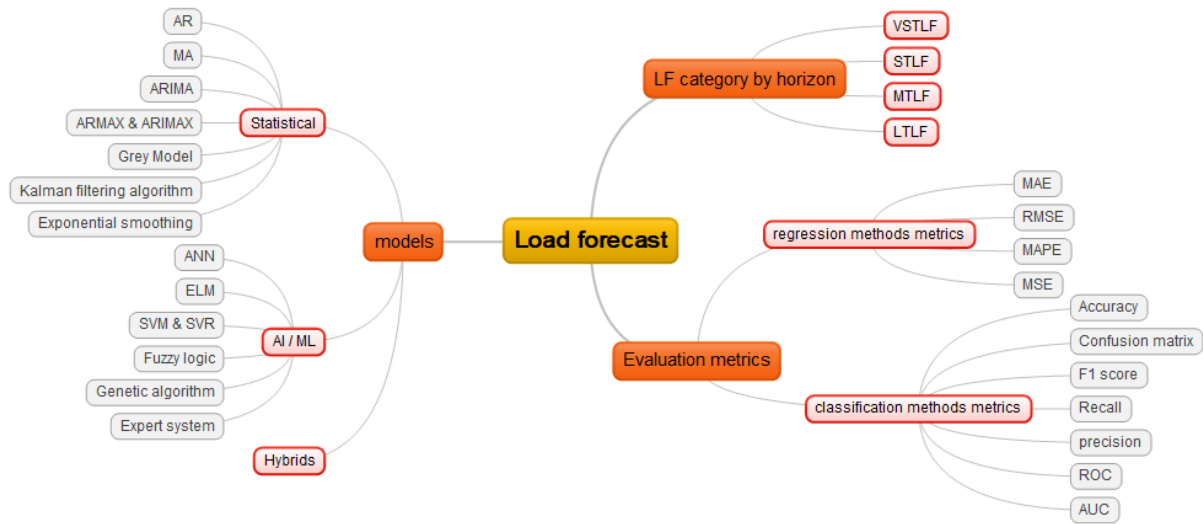 Load forecast
models
Statistical
AR
MA
ARIMA
ARMAX & ARIMAX
Grey Model
Kalman filtering algorithm
Exponential smoothing
AI / ML
ANN
ELM
SVM & SVR
Fuzzy logic
Genetic algorithm
Expert system
Hybrids
LF category by horizon
VSTLF
STLF
MTLF
LTLF
Evaluation metrics
regression methods metrics
MAE
RMSE
MAPE
MSE
classification methods metrics
Accuracy
Confusion matrix
F1 score
Recall
precision
ROC
AUC